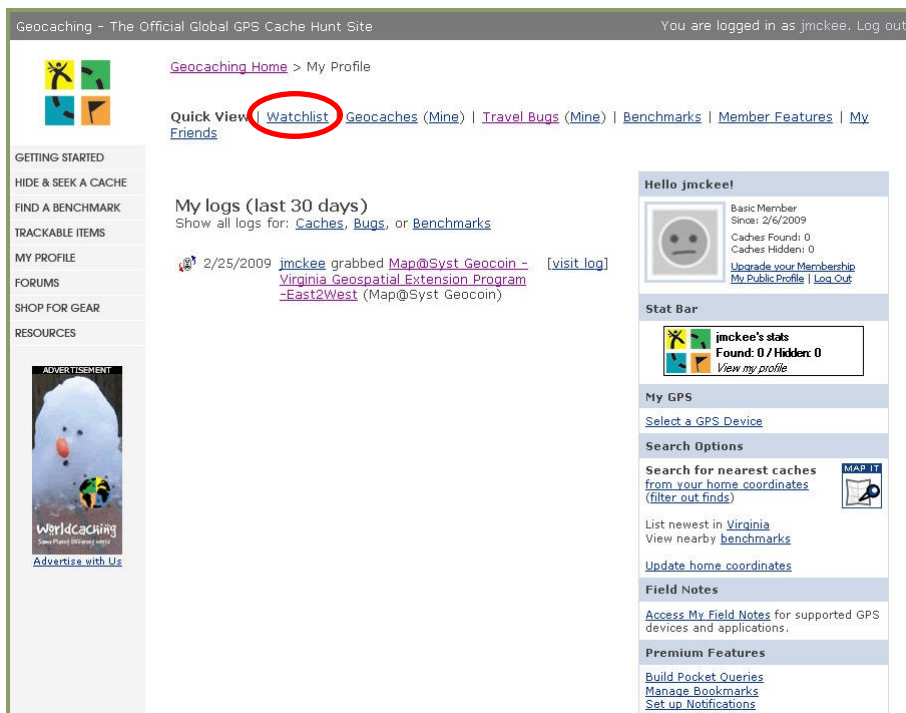 Geocaching - The Official Global GPS Cache Hunt Site
You are logged in as jmckee. Log out
Geocaching Home > My Profile
Quick View | Watchlist | Geocaches (Mine) | Travel Bugs (Mine) | Benchmarks | Member Features | My
Friends
GETTING STARTED
HIDE & SEEK A CACHE
FIND A BENCHMARK
TRACKABLE ITEMS
MY PROFILE
FORUMS
SHOP FOR GEAR
RESOURCES
ADVERTISEMENT
Worldcaching
Advertise with Us
My logs (last 30 days)
Show all logs for: Caches, Bugs, or Benchmarks
2/25/2009 jmckee grabbed Map@Syst Geocoin - [visit log]
Virginia Geospatial Extension Program
-East2West (Map@Syst Geocoin)
Hello jmckee!
Basic Member
Since: 2/6/2009
Caches Found: 0
Caches Hidden: 0
Upgrade your Membership
My Public Profile | Log Out
Stat Bar
jmckee's stats
Found: 0 / Hidden: 0
View my profile
My GPS
Select a GPS Device
Search Options
Search for nearest caches
from your home coordinates
(filter out finds)
MAP IT
List newest in Virginia
View nearby benchmarks
Update home coordinates
Field Notes
Access My Field Notes for supported GPS
devices and applications.
Premium Features
Build Pocket Queries
Manage Bookmarks
Set up Notifications